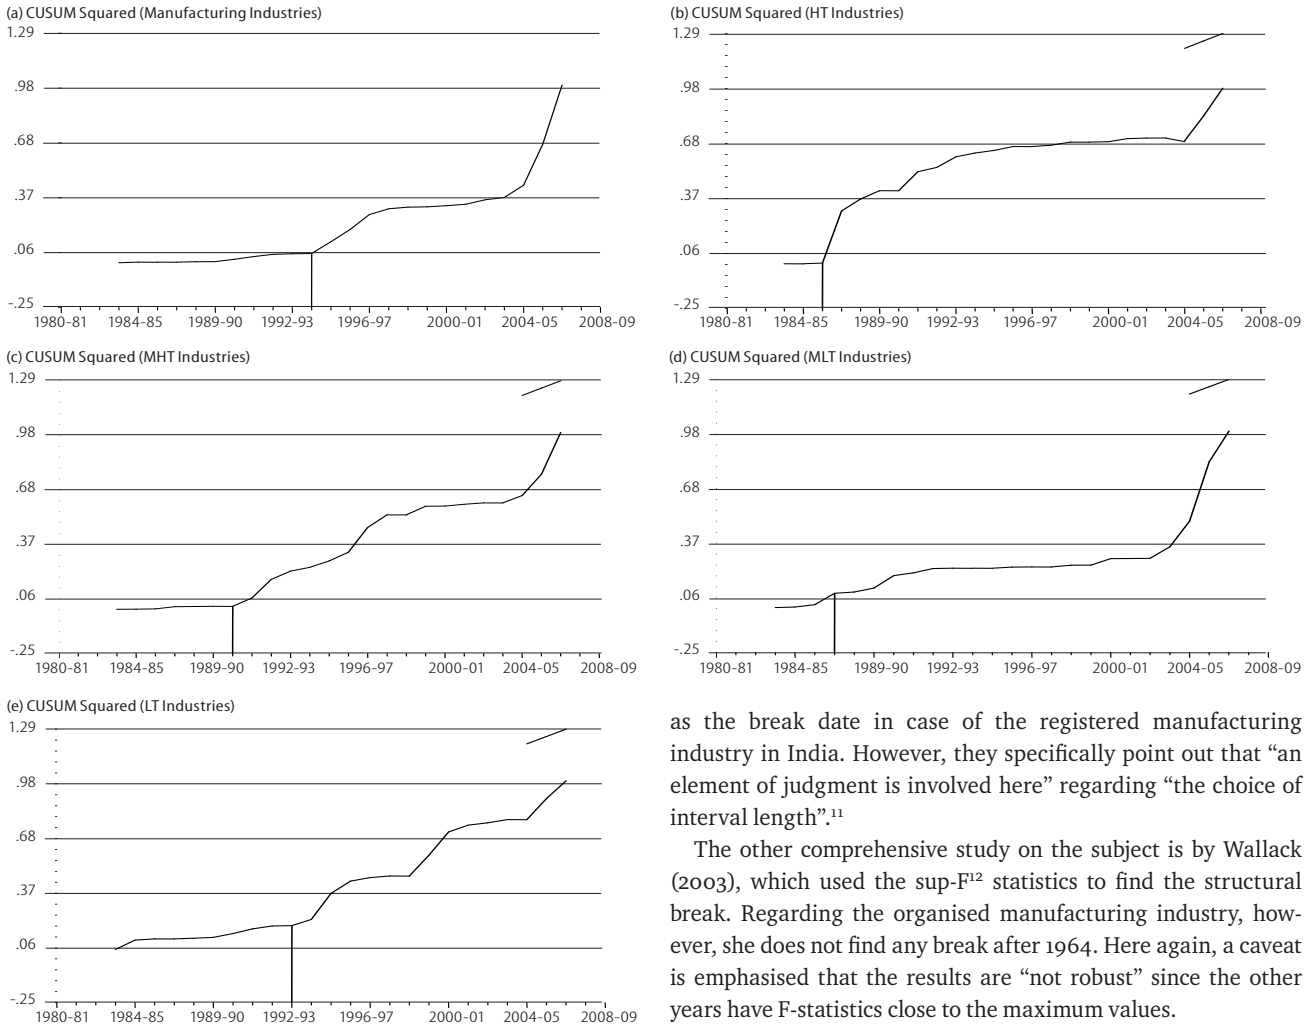 (a) CUSUM Squared (Manufacturing Industries)
1.29
.98
.68
.37
.06
-.25
1980-81 1984-85 1989-90 1992-93 1996-97 2000-01 2004-05 2008-09
(b) CUSUM Squared (HT Industries)
1.29
.98
.68
.37
.06
-.25
1980-81 1984-85 1989-90 1992-93 1996-97 2000-01 2004-05 2008-09
(c) CUSUM Squared (MHT Industries)
1.29
.98
.68
.37
.06
-.25
1980-81 1984-85 1989-90 1992-93 1996-97 2000-01 2004-05 2008-09
(d) CUSUM Squared (MLT Industries)
1.29
.98
.68
.37
.06
-.25
1980-81 1984-85 1989-90 1992-93 1996-97 2000-01 2004-05 2008-09
(e) CUSUM Squared (LT Industries)
1.29
.98
.68
.37
.06
-.25
1980-81 1984-85 1989-90 1992-93 1996-97 2000-01 2004-05 2008-09
as the break date in case of the registered manufacturing
industry in India. However, they specifically point out that “an
element of judgment is involved here” regarding “the choice of
interval length”.¹¹
The other comprehensive study on the subject is by Wallack
(2003), which used the sup-F¹² statistics to find the structural
break. Regarding the organised manufacturing industry, how-
ever, she does not find any break after 1964. Here again, a caveat
is emphasised that the results are “not robust” since the other
years have F-statistics close to the maximum values.